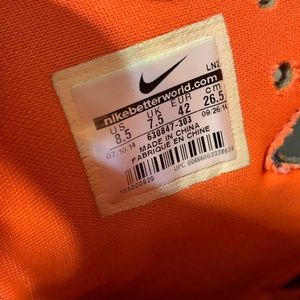 LN2
nikebetterworld.com
US UK EUR cm
8.5 7.5 42 26.5
630847-303
07/10/14 09/26/14
MADE IN CHINA
FABRIQUÉ EN CHINE